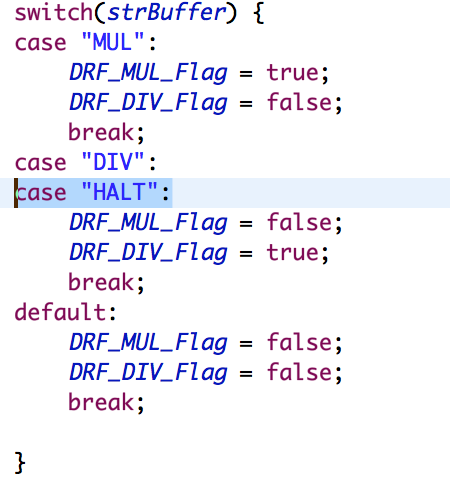 switch(strBuffer) {
case "MUL":
    DRF_MUL_Flag = true;
    DRF_DIV_Flag = false;
    break;
case "DIV":
case "HALT":
    DRF_MUL_Flag = false;
    DRF_DIV_Flag = true;
    break;
default:
    DRF_MUL_Flag = false;
    DRF_DIV_Flag = false;
    break;

}